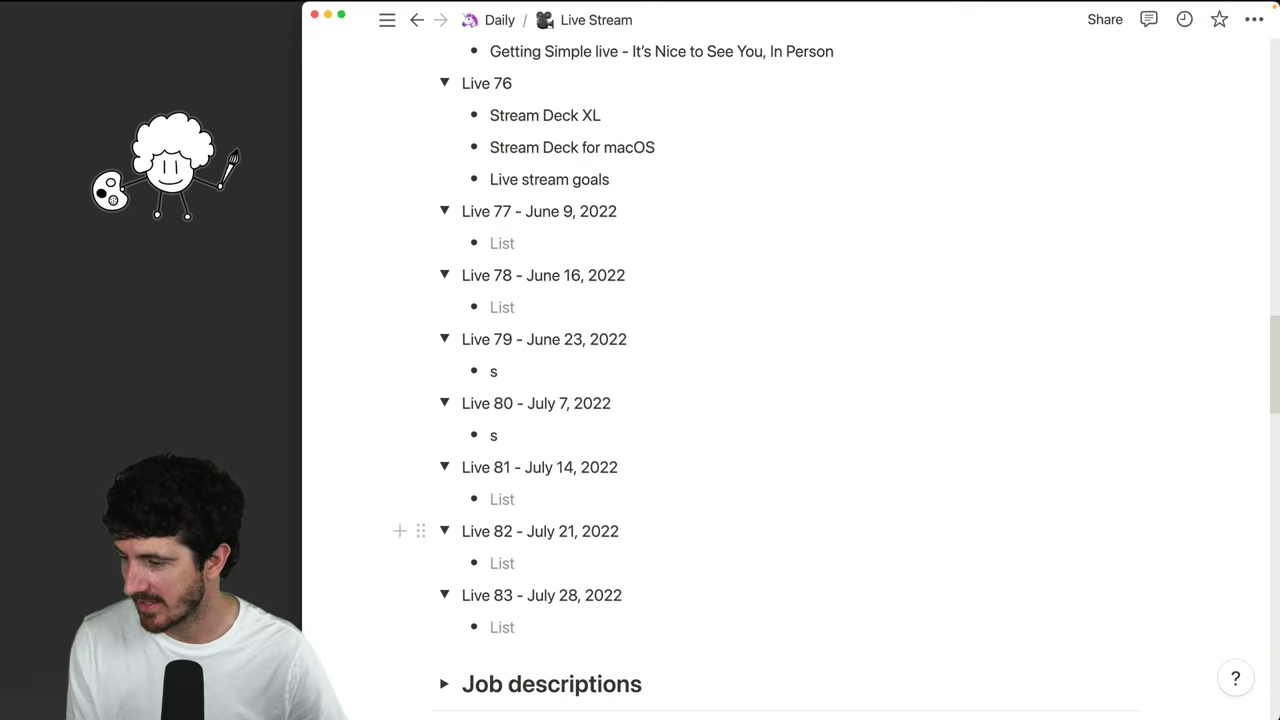 Daily / Live Stream
Share
Getting Simple live - It’s Nice to See You, In Person
Live 76
Stream Deck XL
Stream Deck for macOS
Live stream goals
Live 77 - June 9, 2022
List
Live 78 - June 16, 2022
List
Live 79 - June 23, 2022
s
Live 80 - July 7, 2022
s
Live 81 - July 14, 2022
List
Live 82 - July 21, 2022
List
Live 83 - July 28, 2022
List
Job descriptions
?